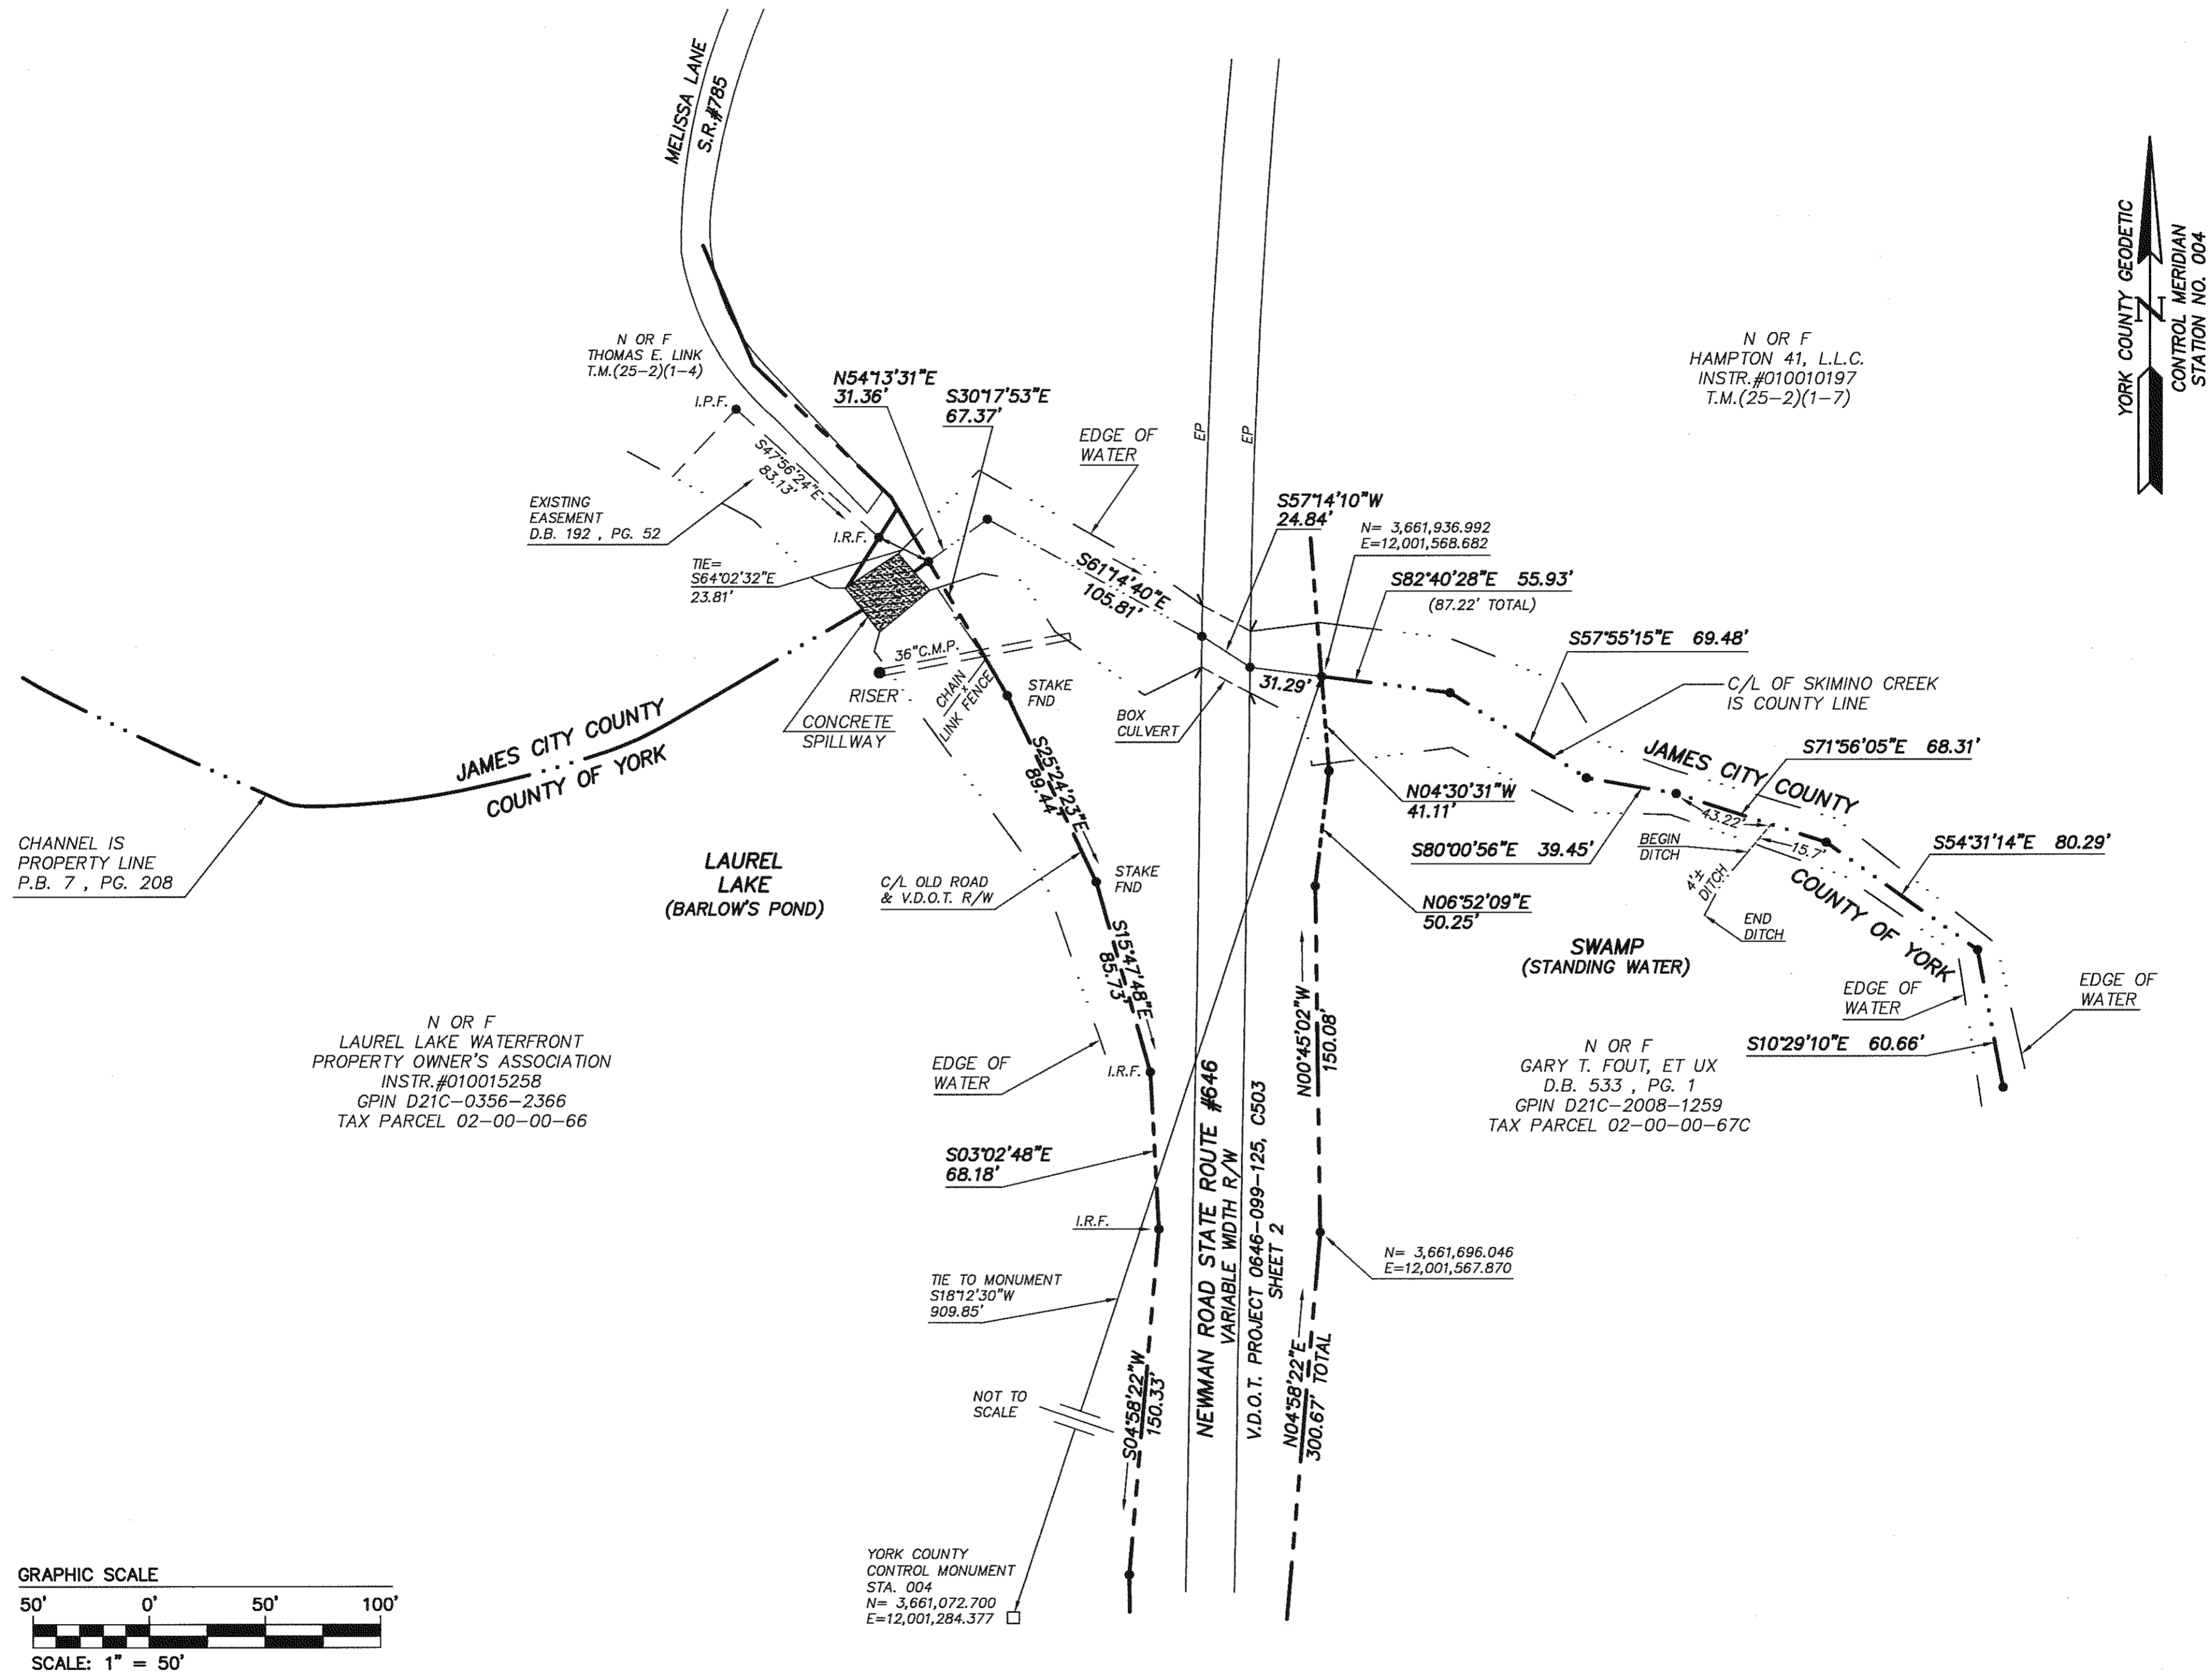 MELISSA LANE
S.R.#785
YORK COUNTY GEODETIC
N
CONTROL MERIDIAN
STATION NO. 004
N OR F
THOMAS E. LINK
T.M.(25-2)(1-4)
I.P.F.
N54°13'31"E
31.36'
S30°17'53"E
67.37'
EDGE OF
WATER
EP
EP
N OR F
HAMPTON 41, L.L.C.
INSTR.#010010197
T.M.(25-2)(1-7)
S47°56'24"E
83.13'
EXISTING
EASEMENT
D.B. 192 , PG. 52
I.R.F.
TIE=
S64°02'32"E
23.81'
S61°14'40"E
105.81'
S57°14'10"W
24.84'
N= 3,661,936.992
E=12,001,568.682
S82°40'28"E 55.93'
(87.22' TOTAL)
S57°55'15"E 69.48'
C/L OF SKIMINO CREEK
IS COUNTY LINE
36"C.M.P.
RISER
CHAIN
LINK FENCE
X
STAKE
FND
CONCRETE
SPILLWAY
BOX
CULVERT
31.29'
JAMES CITY COUNTY
COUNTY OF YORK
S71°56'05"E 68.31'
JAMES CITY COUNTY
COUNTY OF YORK
N04°30'31"W
41.11'
43.22'
15.7'
BEGIN
DITCH
4'±
DITCH
END
DITCH
S80°00'56"E 39.45'
S54°31'14"E 80.29'
CHANNEL IS
PROPERTY LINE
P.B. 7 , PG. 208
LAUREL
LAKE
(BARLOW'S POND)
S25°24'23"E
89.44'
C/L OLD ROAD
& V.D.O.T. R/W
STAKE
FND
N06°52'09"E
50.25'
SWAMP
(STANDING WATER)
EDGE OF
WATER
EDGE OF
WATER
S15°47'48"E
85.73'
N OR F
LAUREL LAKE WATERFRONT
PROPERTY OWNER'S ASSOCIATION
INSTR.#010015258
GPIN D21C-0356-2366
TAX PARCEL 02-00-00-66
EDGE OF
WATER
I.R.F.
N00°45'02"W
150.08'
N OR F
GARY T. FOUT, ET UX
D.B. 533 , PG. 1
GPIN D21C-2008-1259
TAX PARCEL 02-00-00-67C
S10°29'10"E 60.66'
S03°02'48"E
68.18'
I.R.F.
NEWMAN ROAD STATE ROUTE #646
VARIABLE WIDTH R/W
V.D.O.T. PROJECT 0646-099-125, C503
SHEET 2
N= 3,661,696.046
E=12,001,567.870
TIE TO MONUMENT
S18°12'30"W
909.85'
NOT TO
SCALE
S04°58'22"W
150.33'
N04°58'22"E
300.67' TOTAL
YORK COUNTY
CONTROL MONUMENT
STA. 004
N= 3,661,072.700
E=12,001,284.377
GRAPHIC SCALE
50' 0' 50' 100'
SCALE: 1" = 50'